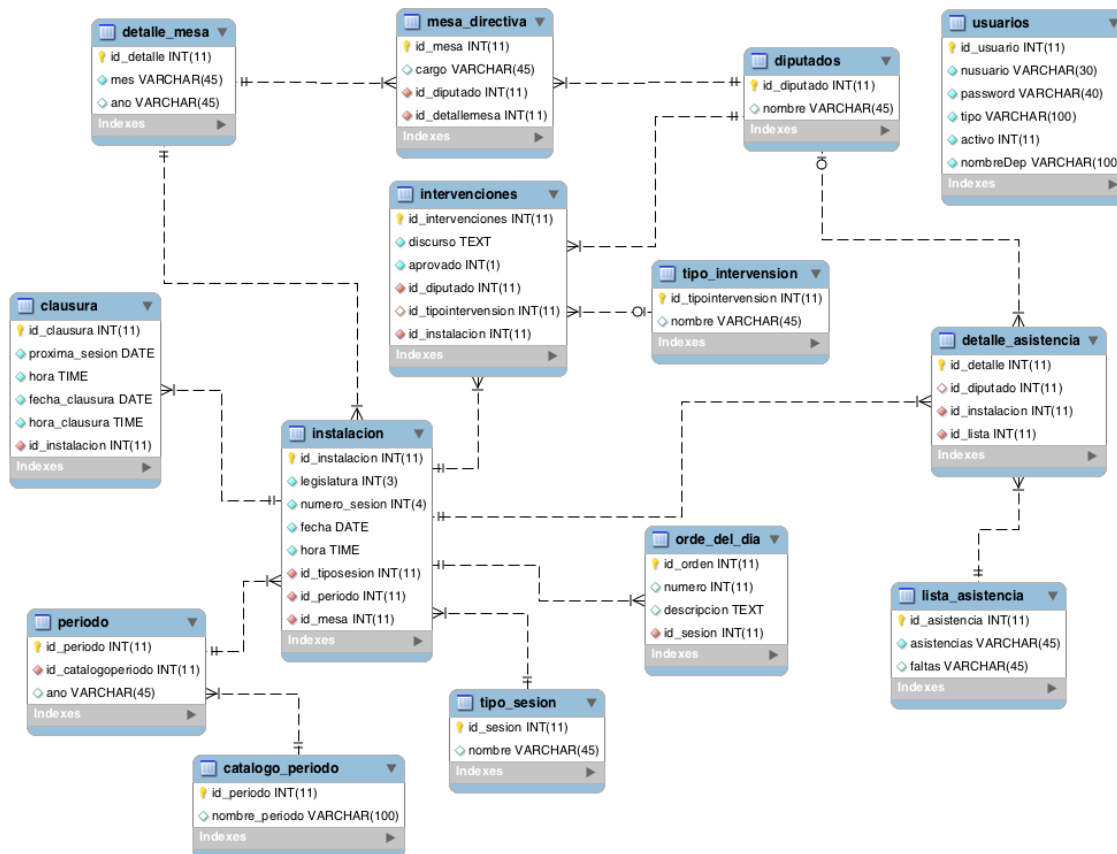 detalle_mesa
id_detalle INT(11)
mes VARCHAR(45)
ano VARCHAR(45)
Indexes
mesa_directiva
id_mesa INT(11)
cargo VARCHAR(45)
id_diputado INT(11)
id_detallemesa INT(11)
Indexes
diputados
id_diputado INT(11)
nombre VARCHAR(45)
Indexes
usuarios
id_usuario INT(11)
nusuario VARCHAR(30)
password VARCHAR(40)
tipo VARCHAR(100)
activo INT(11)
nombreDep VARCHAR(100
Indexes
intervenciones
id_intervenciones INT(11)
discurso TEXT
aprovado INT(1)
id_diputado INT(11)
id_tipointervension INT(11)
id_instalacion INT(11)
Indexes
tipo_intervension
id_tipointervension INT(11)
nombre VARCHAR(45)
Indexes
clausura
id_clausura INT(11)
proxima_sesion DATE
hora TIME
fecha_clausura DATE
hora_clausura TIME
id_instalacion INT(11)
Indexes
detalle_asistencia
id_detalle INT(11)
id_diputado INT(11)
id_instalacion INT(11)
id_lista INT(11)
Indexes
instalacion
id_instalacion INT(11)
legislatura INT(3)
numero_sesion INT(4)
fecha DATE
hora TIME
id_tiposesion INT(11)
id_periodo INT(11)
id_mesa INT(11)
Indexes
orde_del_dia
id_orden INT(11)
numero INT(11)
descripcion TEXT
id_sesion INT(11)
Indexes
lista_asistencia
id_asistencia INT(11)
asistencias VARCHAR(45)
faltas VARCHAR(45)
Indexes
periodo
id_periodo INT(11)
id_catalogoperiodo INT(11)
ano VARCHAR(45)
Indexes
tipo_sesion
id_sesion INT(11)
nombre VARCHAR(45)
Indexes
catalogo_periodo
id_periodo INT(11)
nombre_periodo VARCHAR(100)
Indexes